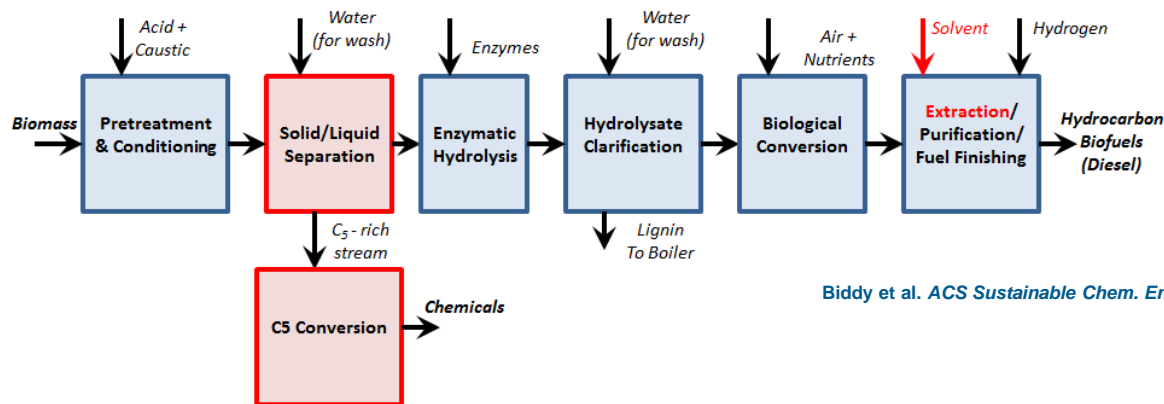 Acid +
Caustic
Water
(for wash)
Enzymes
Water
(for wash)
Air +
Nutrients
Solvent
Hydrogen
Biomass
Pretreatment
& Conditioning
Solid/Liquid
Separation
Enzymatic
Hydrolysis
Hydrolysate
Clarification
Biological
Conversion
Extraction/
Purification/
Fuel Finishing
Hydrocarbon
Biofuels
(Diesel)
C5 - rich
stream
Lignin
To Boiler
C5 Conversion
Chemicals
Biddy et al. ACS Sustainable Chem.